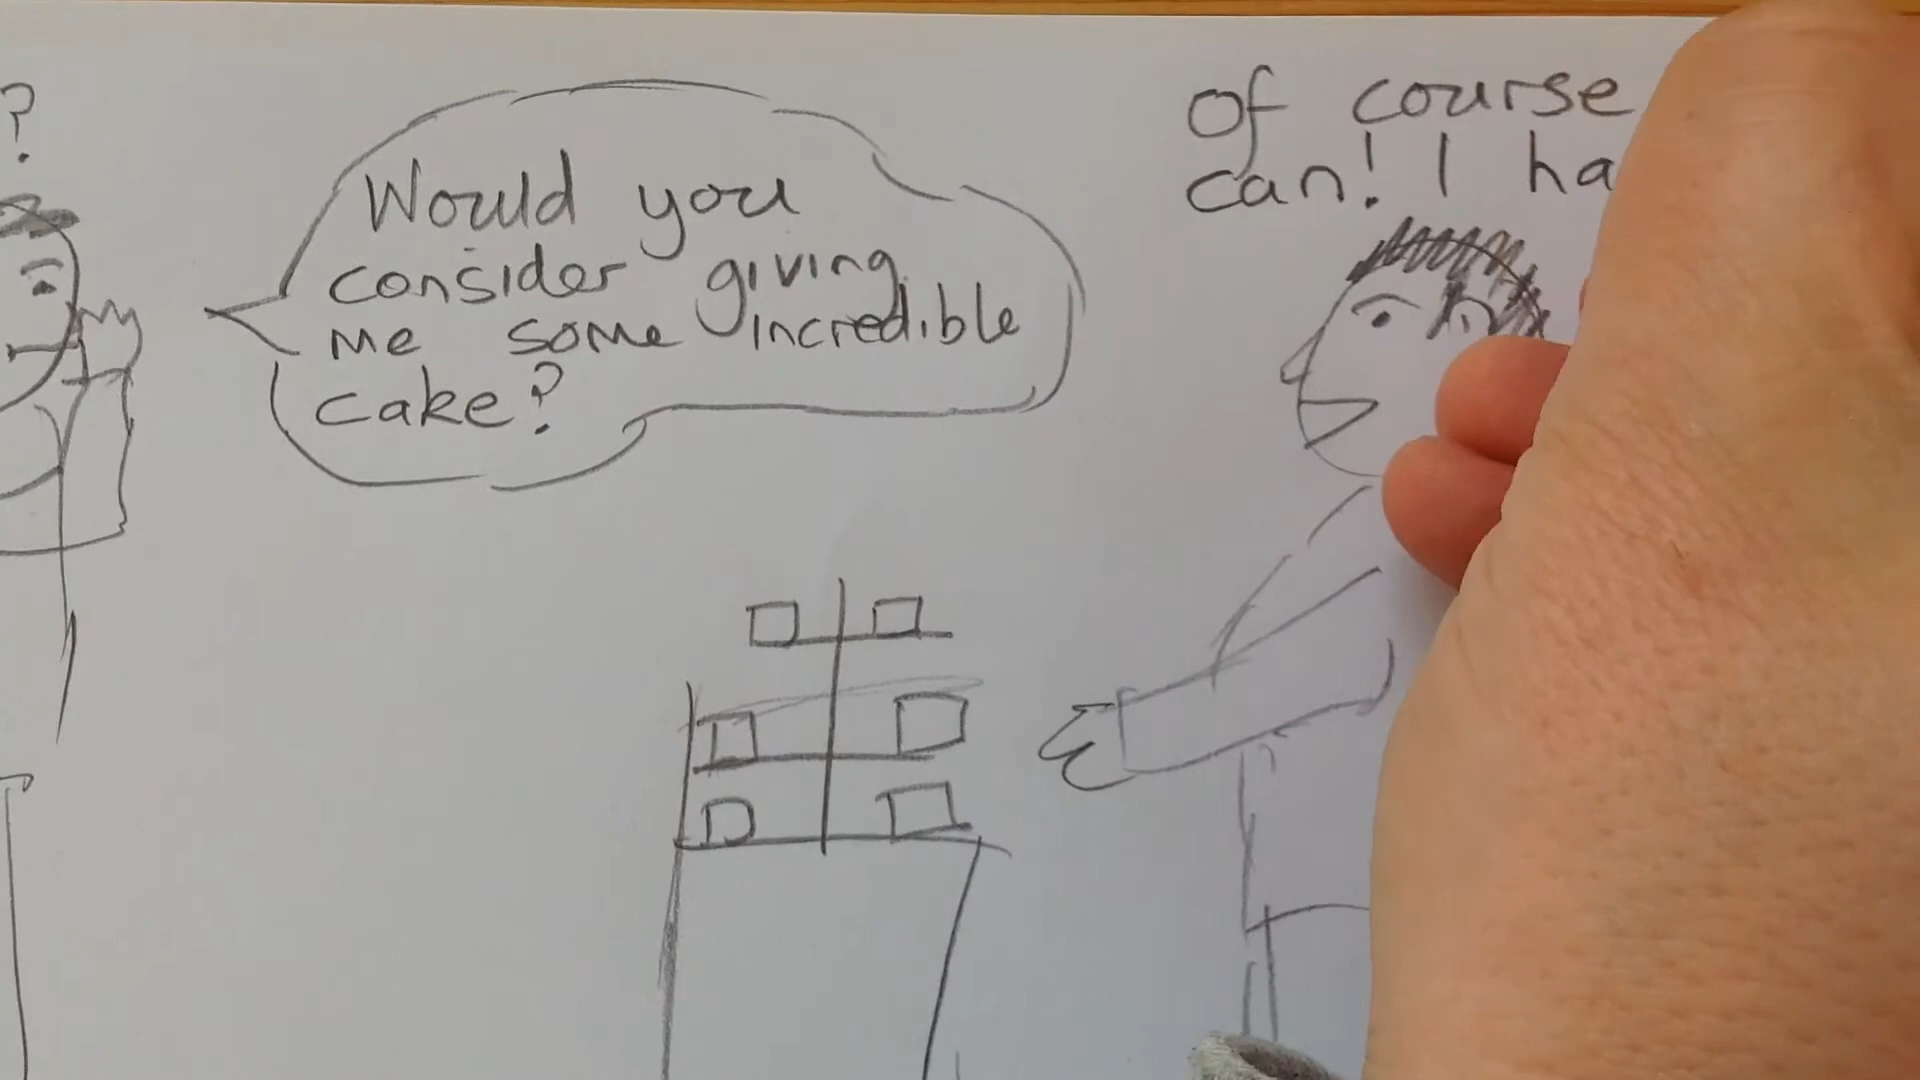 ?
Would you
consider giving
me some incredible
cake?
Of course
can! I ha